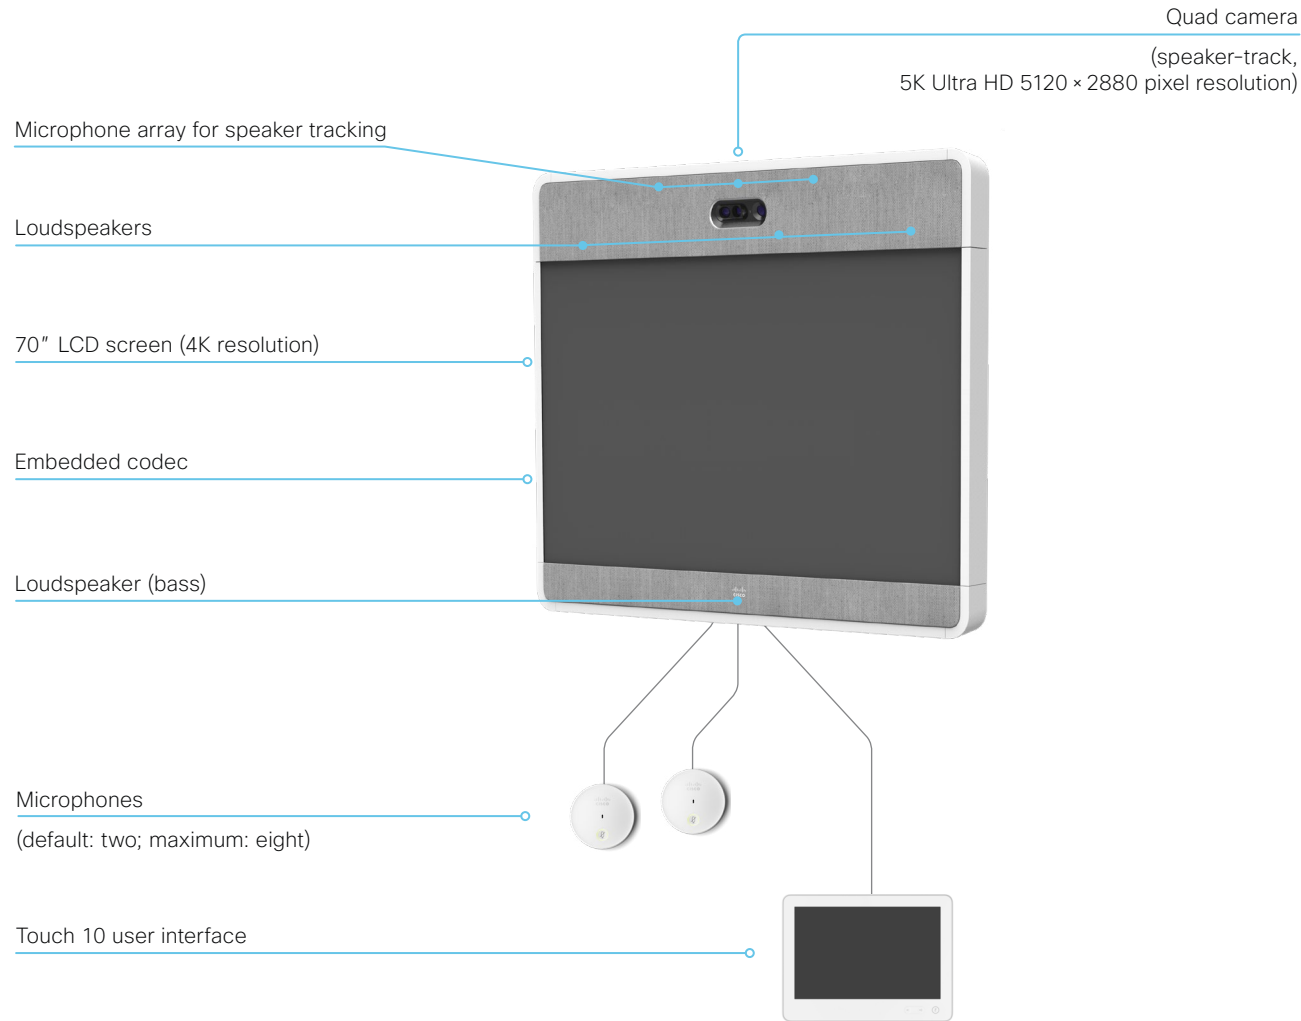 Quad camera
(speaker-track,
5K Ultra HD 5120 × 2880 pixel resolution)
Microphone array for speaker tracking
Loudspeakers
70" LCD screen (4K resolution)
Embedded codec
Loudspeaker (bass)
CISCO
Microphones
(default: two; maximum: eight)
Touch 10 user interface